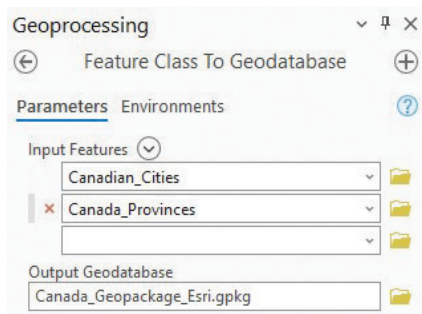 Geoprocessing
Feature Class To Geodatabase
Parameters Environments
Input Features
Canadian_Cities
Canada_Provinces
Output Geodatabase
Canada_Geopackage_Esri.gpkg